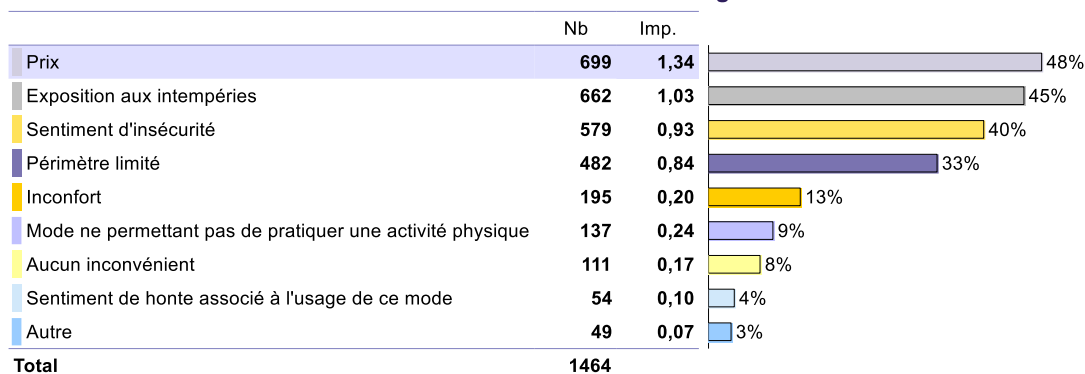 Nb Imp.
Prix 699 1,34 48%
Exposition aux intempéries 662 1,03 45%
Sentiment d'insécurité 579 0,93 40%
Périmètre limité 482 0,84 33%
Inconfort 195 0,20 13%
Mode ne permettant pas de pratiquer une activité physique 137 0,24 9%
Aucun inconvénient 111 0,17 8%
Sentiment de honte associé à l'usage de ce mode 54 0,10 4%
Autre 49 0,07 3%
Total 1464